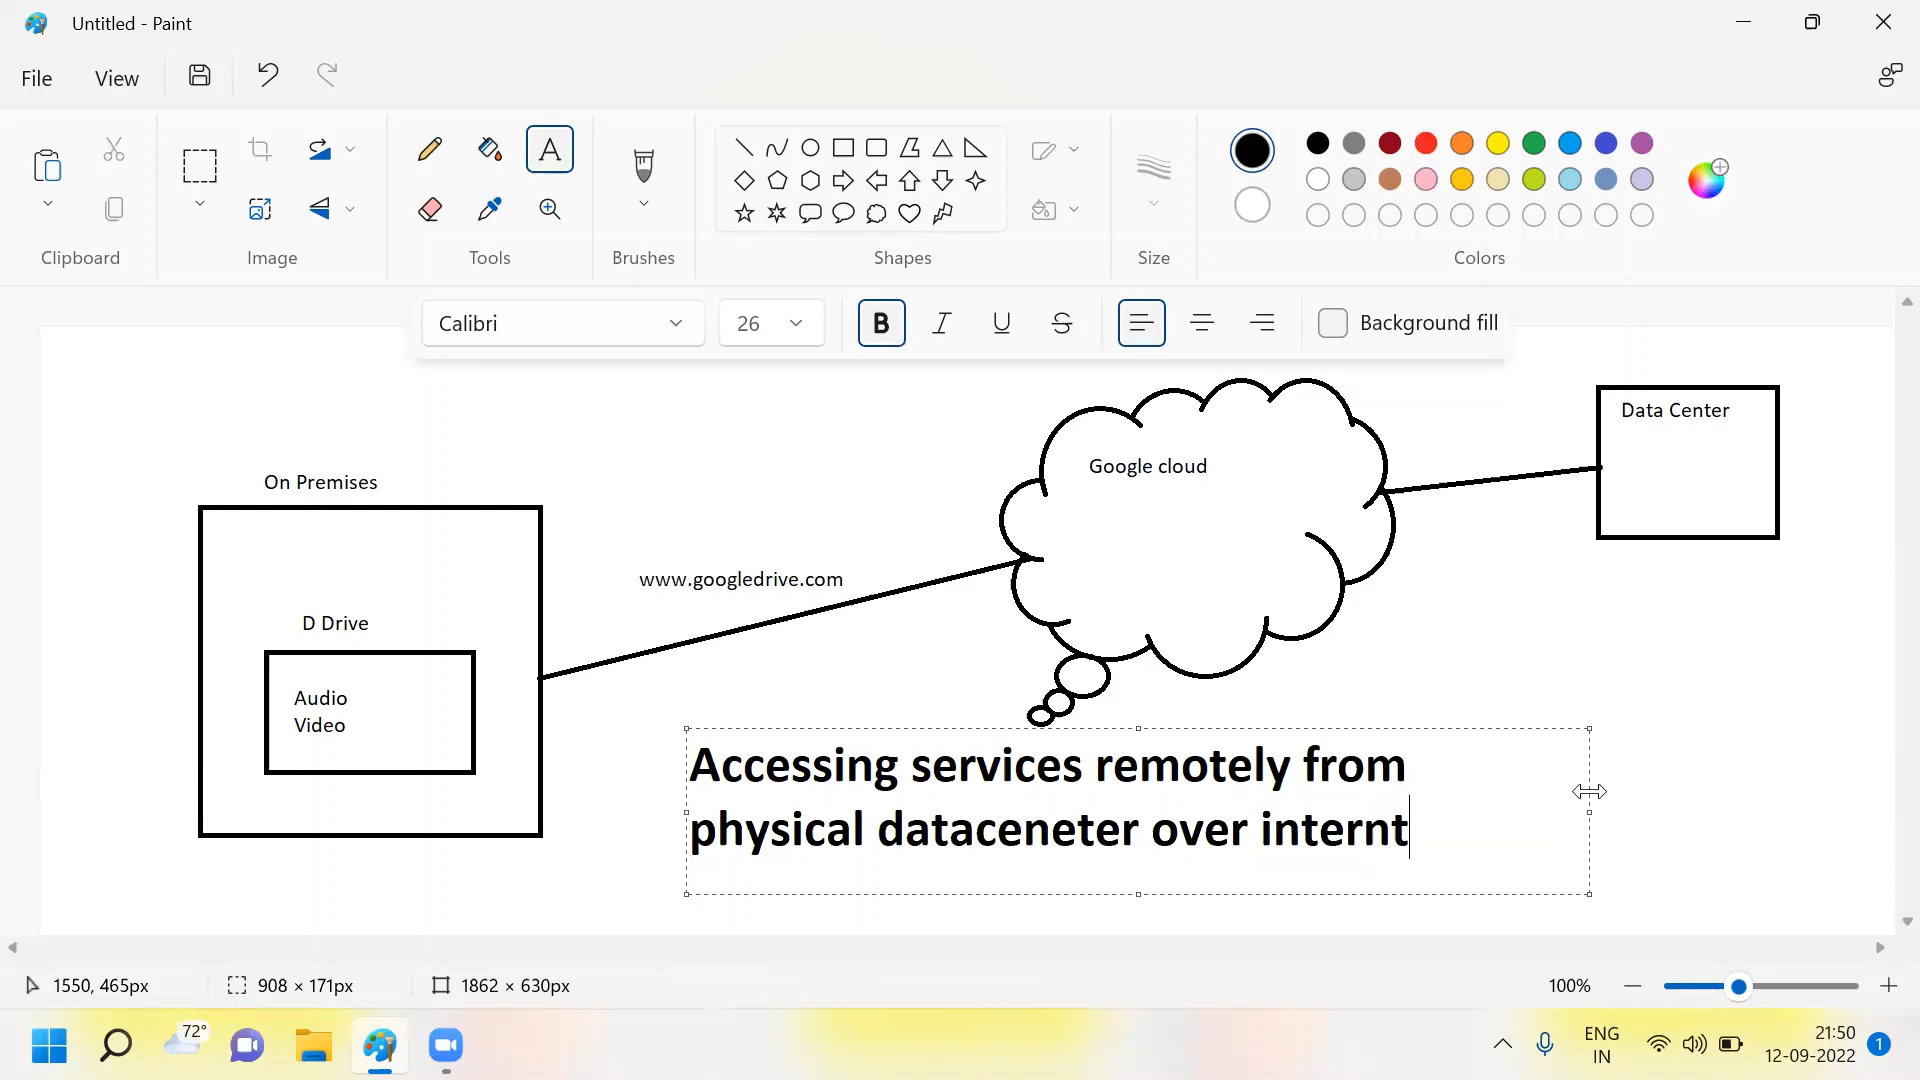 Untitled - Paint
File View
Clipboard
Image
Tools
Brushes
Shapes
Size
Colors
Calibri 26 B I U S Background fill
Data Center
Google cloud
On Premises
www.googledrive.com
D Drive
Audio
Video
Accessing services remotely from
physical dataceneter over internt
1550, 465px 908 × 171px 1862 × 630px 100%
72°
ENG
IN
21:50
12-09-2022
1